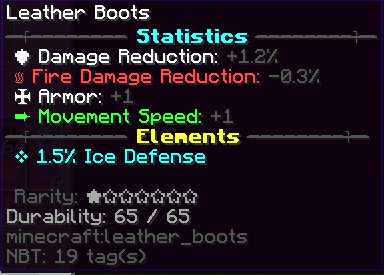 Leather Boots
Statistics
Damage Reduction: +1.2%
Fire Damage Reduction: -0.3%
Armor: +1
Movement Speed: +1
Elements
1.5% Ice Defense
Rarity: ★☆☆☆☆☆☆
Durability: 65 / 65
minecraft:leather_boots
NBT: 19 tag(s)